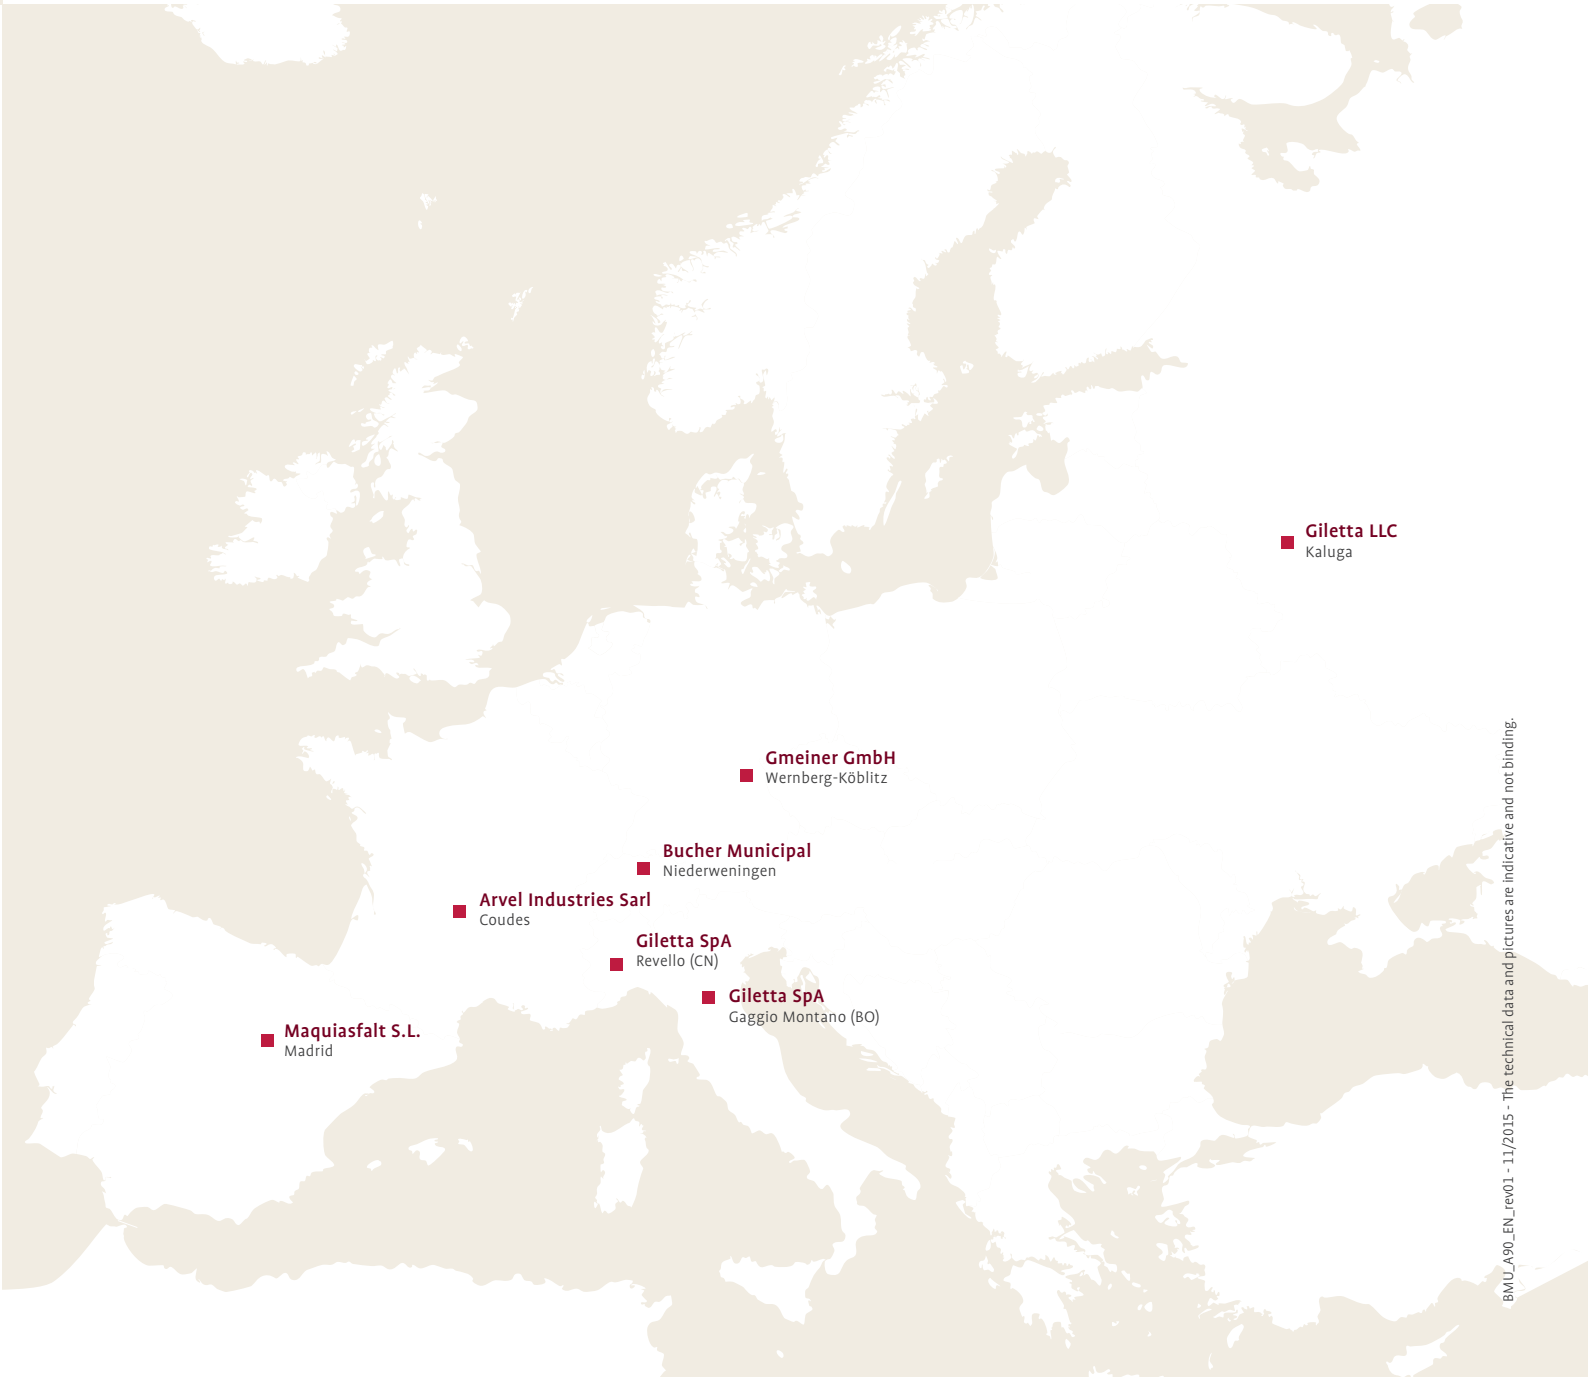 Giletta LLC
Kaluga
Gmeiner GmbH
Wernberg-Köblitz
Bucher Municipal
Niederweningen
Arvel Industries Sarl
Coudes
Giletta SpA
Revello (CN)
Giletta SpA
Gaggio Montano (BO)
Maquiasfalt S.L.
Madrid
BMU_A90_EN_rev01 - 11/2015 - The technical data and pictures are indicative and not binding.